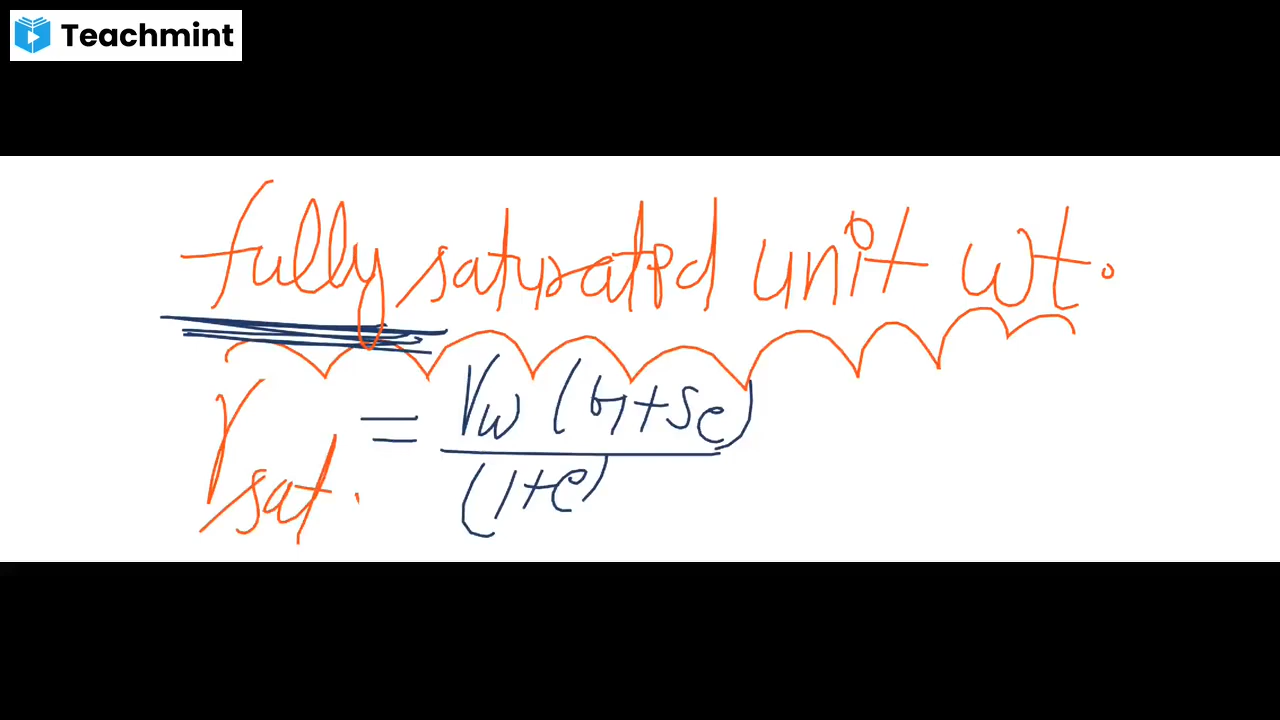 Teachmint
fully saturated unit wt.
γsat. = γw (G+Se)
(1+e)